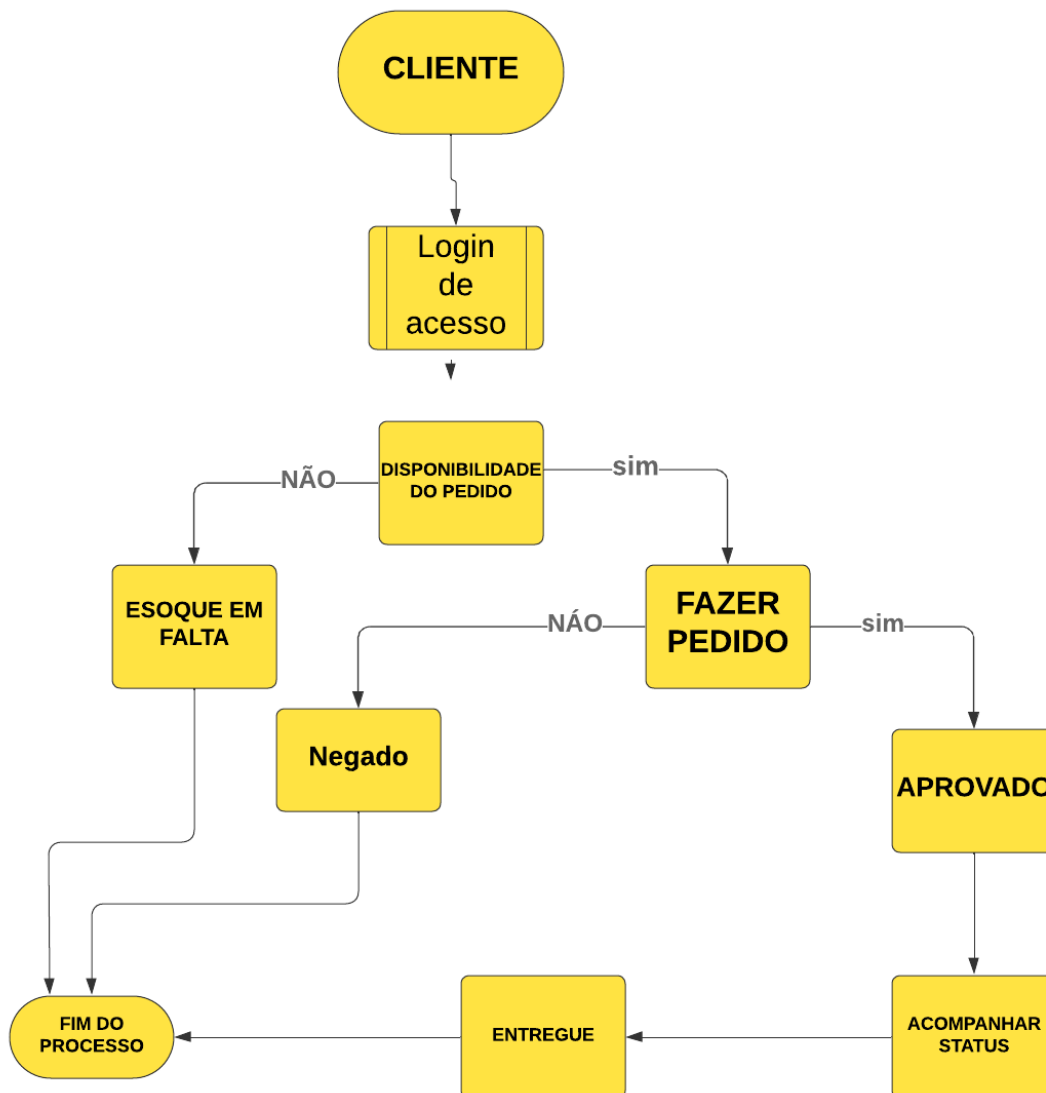 CLIENTE
Login
de
acesso
DISPONIBILIDADE
DO PEDIDO
NÃO
sim
ESOQUE EM
FALTA
FAZER
PEDIDO
NÁO
sim
Negado
APROVADO
FIM DO
PROCESSO
ENTREGUE
ACOMPANHAR
STATUS